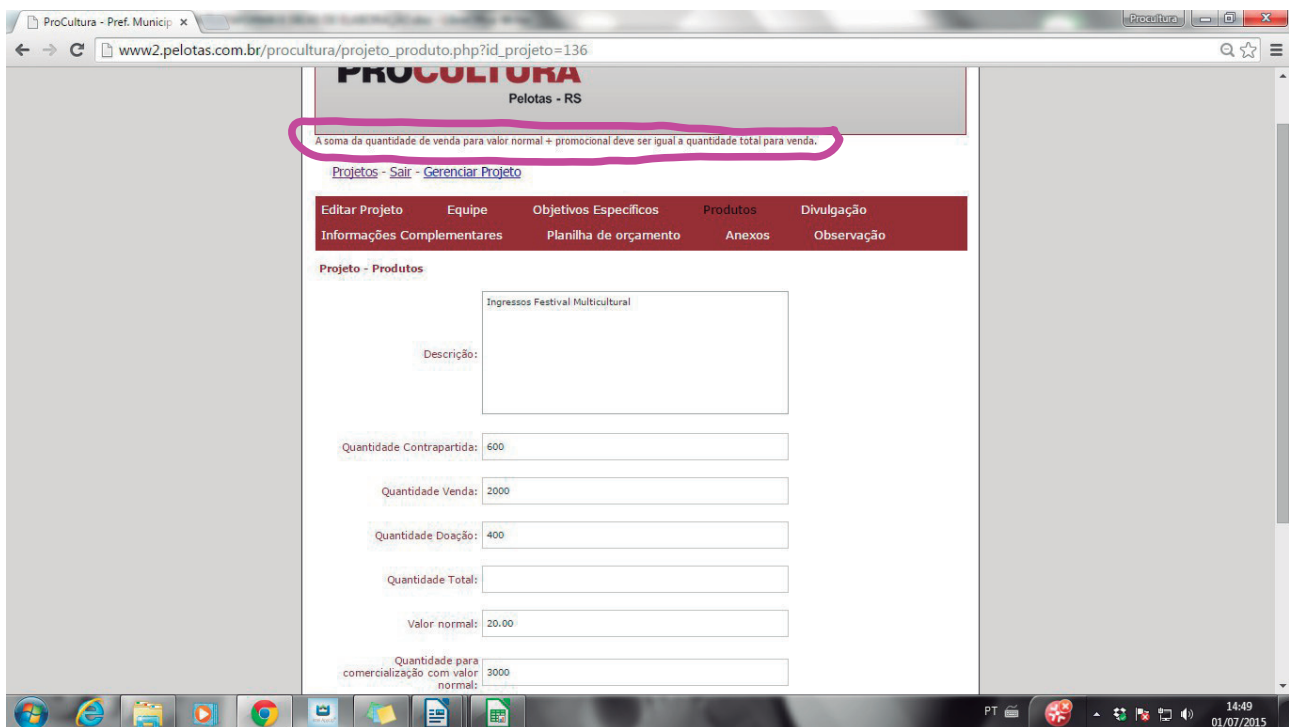 ProCultura - Pref. Municip
Procultura
www2.pelotas.com.br/procultura/projeto_produto.php?id_projeto=136
PROCULTURA
Pelotas - RS
A soma da quantidade de venda para valor normal + promocional deve ser igual a quantidade total para venda.
Projetos - Sair - Gerenciar Projeto
Editar Projeto Equipe Objetivos Específicos Produtos Divulgação
Informações Complementares Planilha de orçamento Anexos Observação
Projeto - Produtos
Ingressos Festival Multicultural
Descrição:
Quantidade Contrapartida: 600
Quantidade Venda: 2000
Quantidade Doação: 400
Quantidade Total:
Valor normal: 20.00
Quantidade para
comercialização com valor 3000
normal:
PT 14:49
01/07/2015